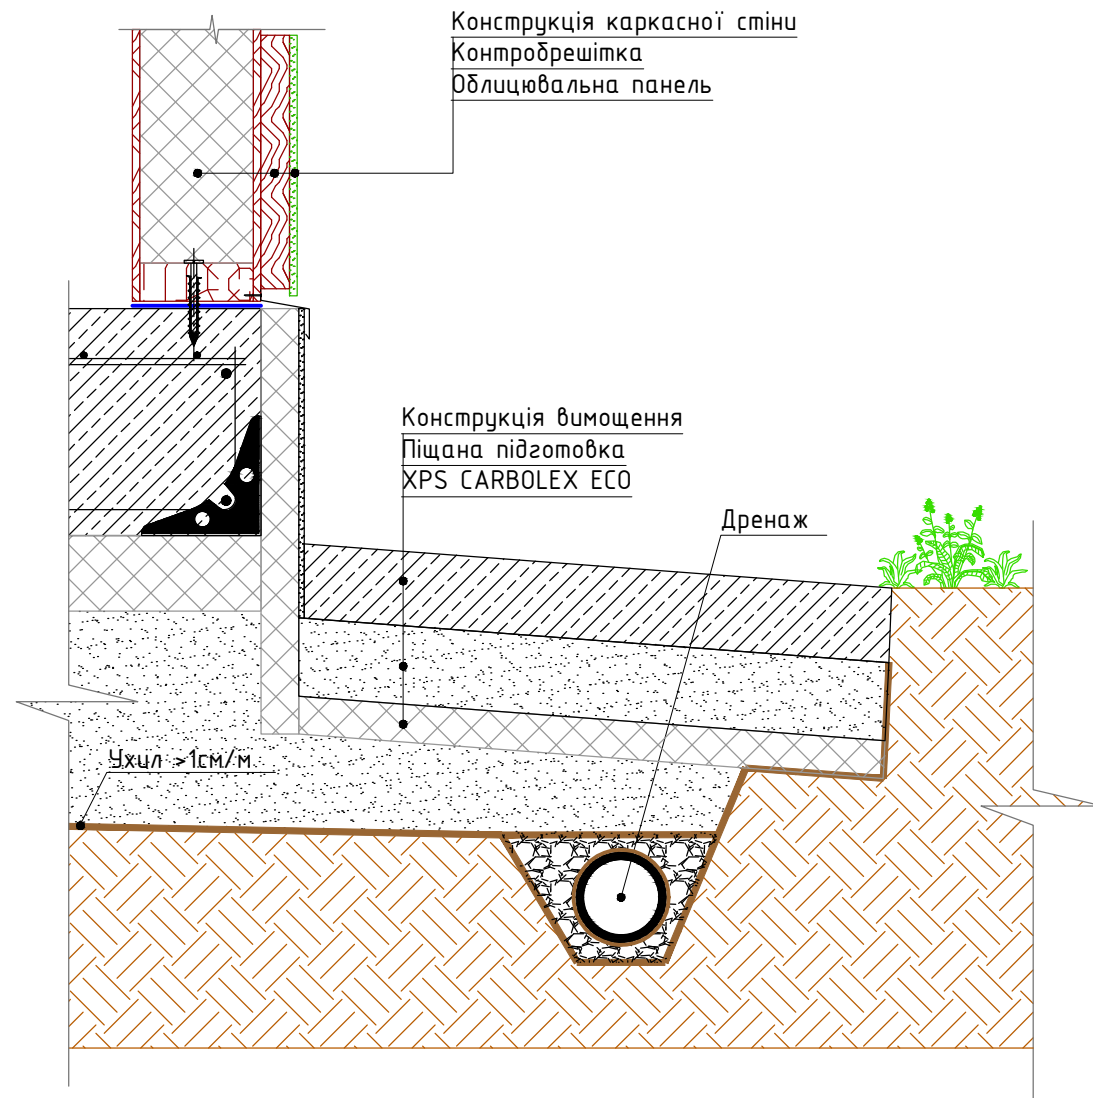 Конструкція каркасної стіни
Контробрешітка
Облицювальна панель
Конструкція вимощення
Піщана підготовка
XPS CARBOLEX ECO
Дренаж
Ухил >1см/м